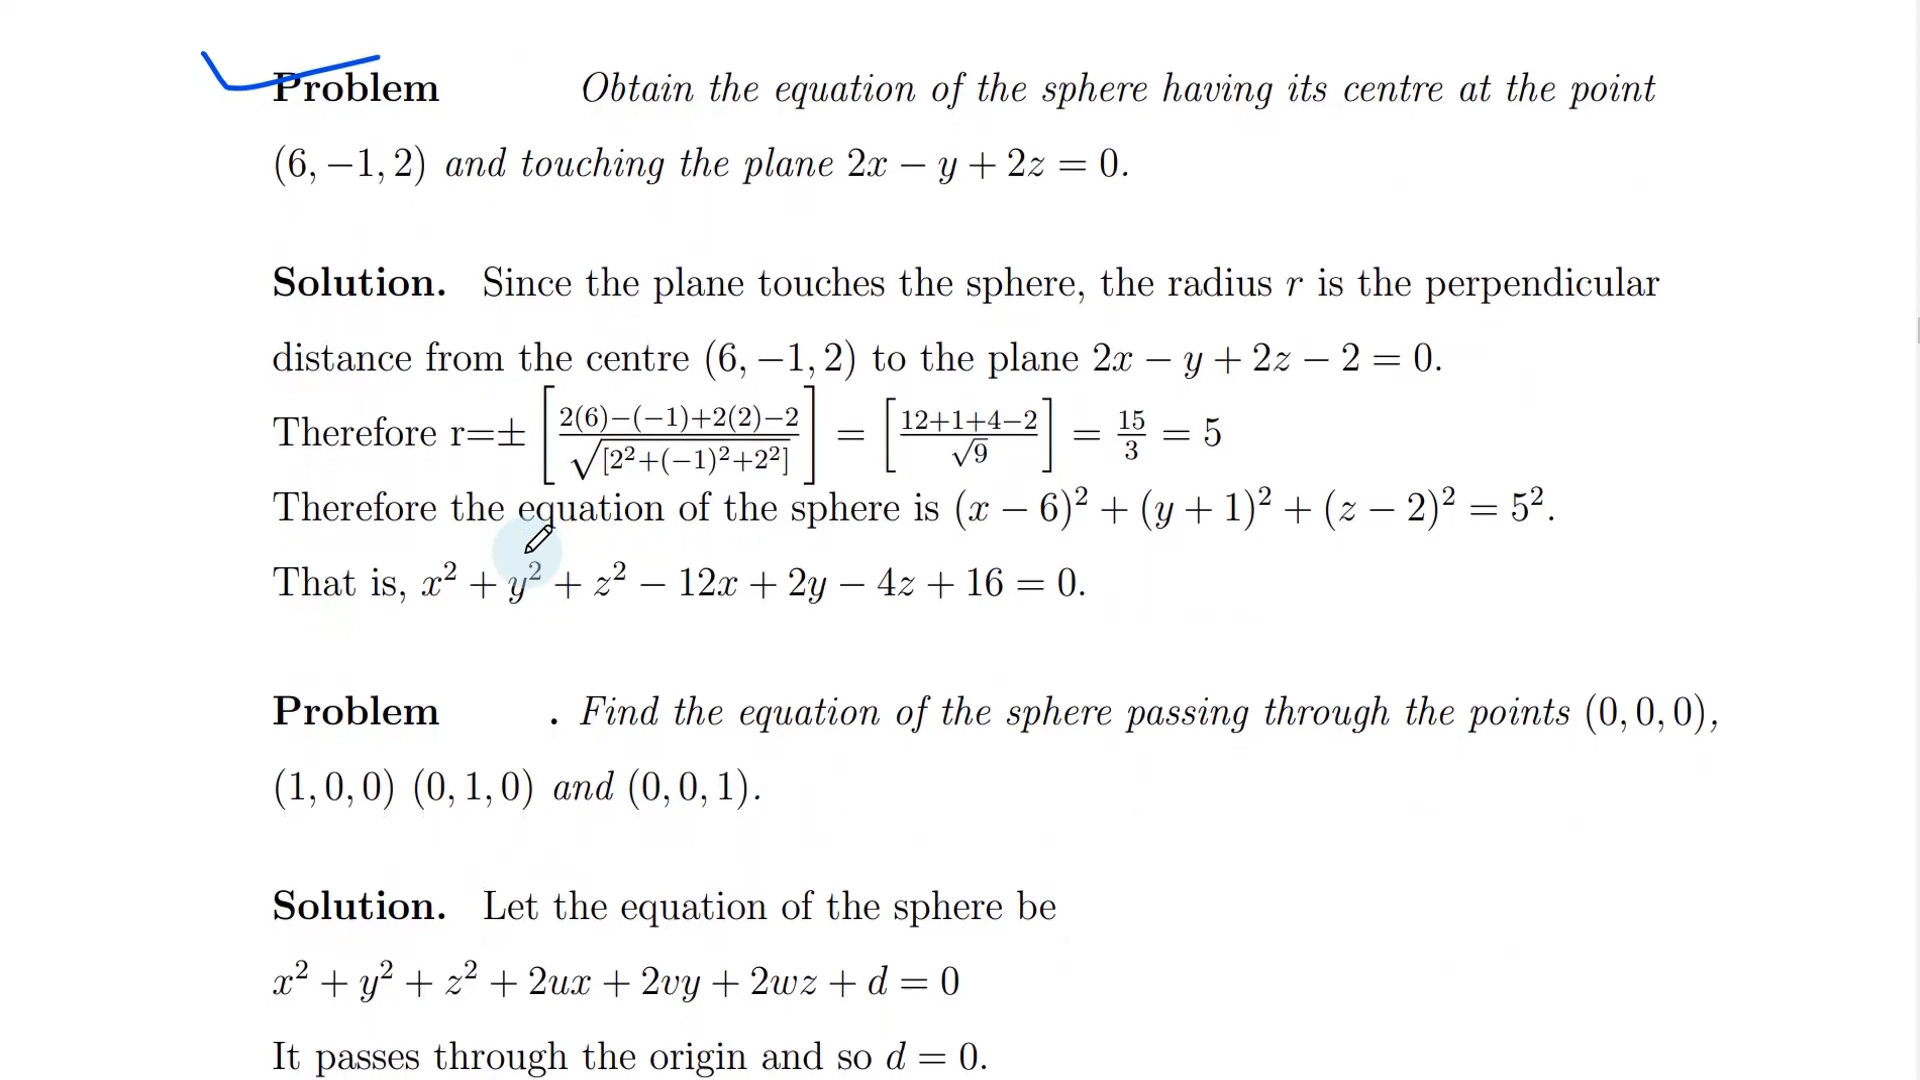 Problem Obtain the equation of the sphere having its centre at the point
(6, −1, 2) and touching the plane 2x − y + 2z = 0.
Solution. Since the plane touches the sphere, the radius r is the perpendicular
distance from the centre (6, −1, 2) to the plane 2x − y + 2z − 2 = 0.
Therefore r=± [ 2(6)−(−1)+2(2)−2 / √[2²+(−1)²+2²] ] = [ 12+1+4−2 / √9 ] = 15/3 = 5
Therefore the equation of the sphere is (x − 6)² + (y + 1)² + (z − 2)² = 5².
That is, x² + y² + z² − 12x + 2y − 4z + 16 = 0.
Problem . Find the equation of the sphere passing through the points (0, 0, 0),
(1, 0, 0) (0, 1, 0) and (0, 0, 1).
Solution. Let the equation of the sphere be
x² + y² + z² + 2ux + 2vy + 2wz + d = 0
It passes through the origin and so d = 0.